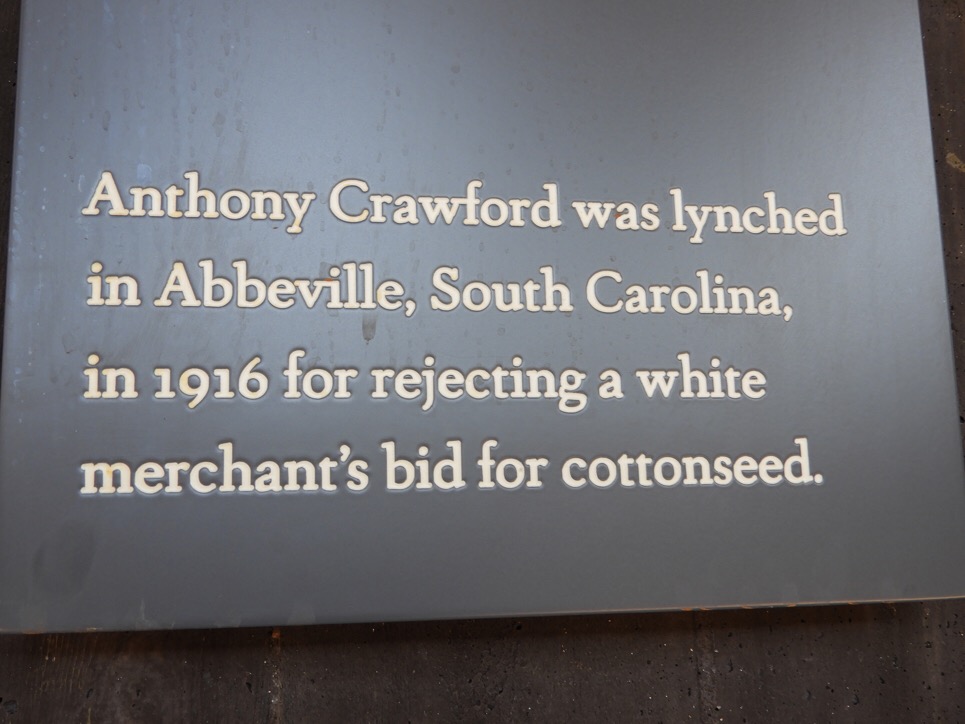 Anthony Crawford was lynched
in Abbeville, South Carolina,
in 1916 for rejecting a white
merchant's bid for cottonseed.